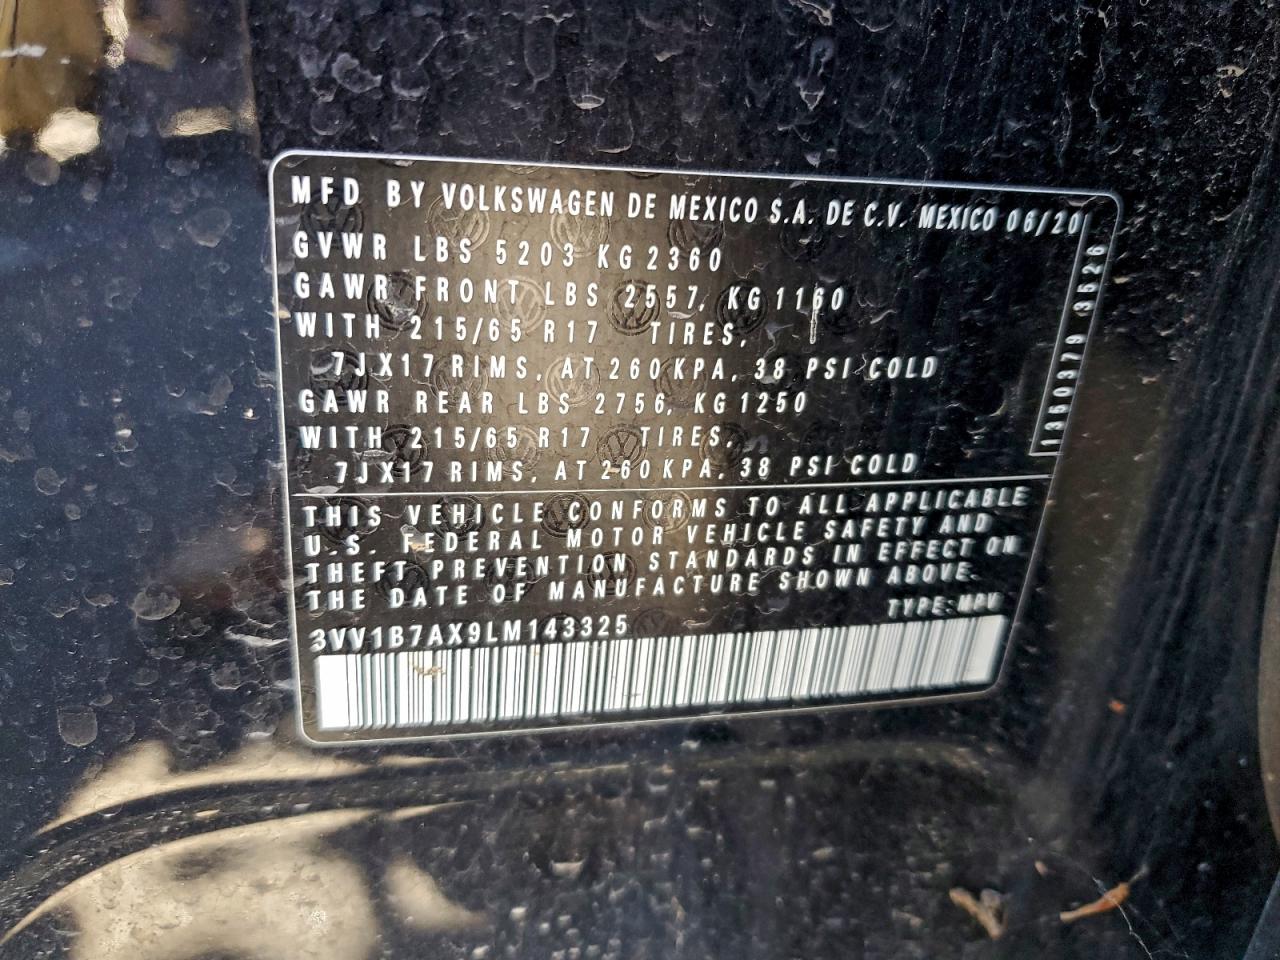 MFD BY VOLKSWAGEN DE MEXICO S.A. DE C.V. MEXICO 06/20
GVWR LBS 5203 KG 2360
GAWR FRONT LBS 2557, KG 1160
WITH 215/65 R17 TIRES,
7JX17 RIMS, AT 260 KPA, 38 PSI COLD
GAWR REAR LBS 2756, KG 1250
WITH 215/65 R17 TIRES,
7JX17 RIMS, AT 260 KPA, 38 PSI COLD
1350379 3526
THIS VEHICLE CONFORMS TO ALL APPLICABLE
U.S. FEDERAL MOTOR VEHICLE SAFETY AND
THEFT PREVENTION STANDARDS IN EFFECT ON
THE DATE OF MANUFACTURE SHOWN ABOVE.
TYPE: MPV
3VV1B7AX9LM143325